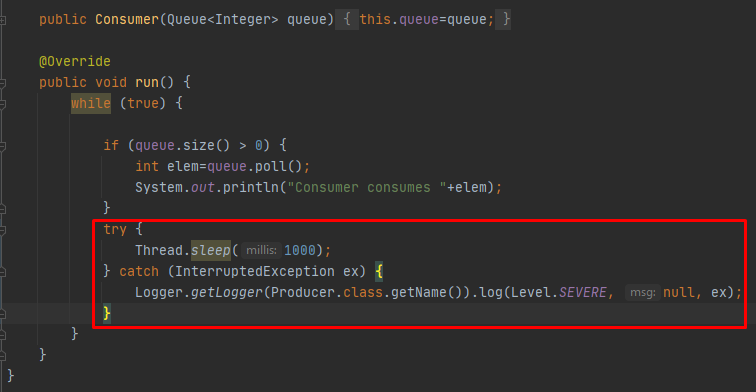 public Consumer(Queue<Integer> queue) { this.queue=queue; }
@Override
public void run() {
while (true) {
if (queue.size() > 0) {
int elem=queue.poll();
System.out.println("Consumer consumes "+elem);
}
try {
Thread.sleep( millis: 1000);
} catch (InterruptedException ex) {
Logger.getLogger(Producer.class.getName()).log(Level.SEVERE, msg: null, ex);
}
}
}
}